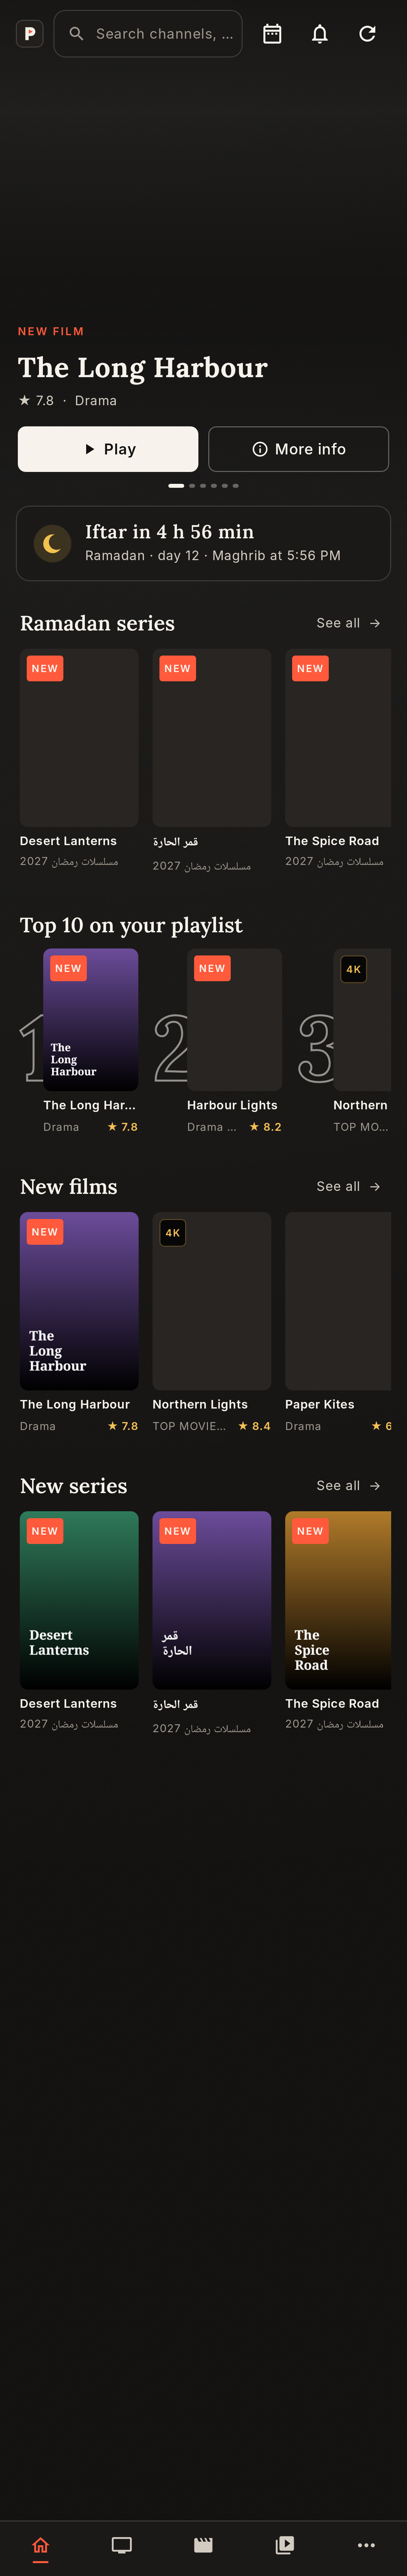 P
Search channels, ...
NEW FILM
The Long Harbour
★ 7.8 · Drama
Play
More info
Iftar in 4 h 56 min
Ramadan · day 12 · Maghrib at 5:56 PM
Ramadan series
See all →
NEW
NEW
NEW
Desert Lanterns
قمر الحارة
The Spice Road
مسلسلات رمضان 2027
مسلسلات رمضان 2027
مسلسلات رمضان 2027
Top 10 on your playlist
1
NEW
The
Long
Harbour
2
NEW
3
4K
The Long Har...
Harbour Lights
Northern
Drama ★ 7.8
Drama ... ★ 8.2
TOP MO...
New films
See all →
NEW
The
Long
Harbour
4K
The Long Harbour
Northern Lights
Paper Kites
Drama ★ 7.8
TOP MOVIE... ★ 8.4
Drama ★ 6
New series
See all →
NEW
Desert
Lanterns
NEW
قمر
الحارة
NEW
The
Spice
Road
Desert Lanterns
قمر الحارة
The Spice Road
مسلسلات رمضان 2027
مسلسلات رمضان 2027
مسلسلات رمضان 2027